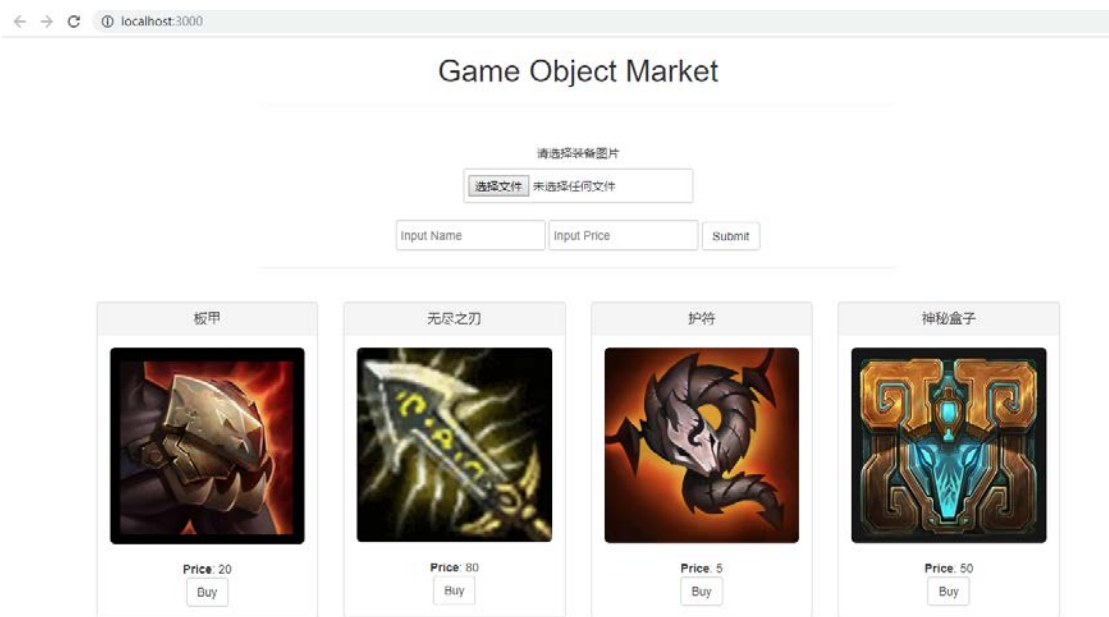 localhost:3000
Game Object Market
请选择装备图片
选择文件 未选择任何文件
Input Name Input Price Submit
板甲 无尽之刃 护符 神秘盒子
Price: 20 Price: 80 Price: 5 Price: 50
Buy Buy Buy Buy